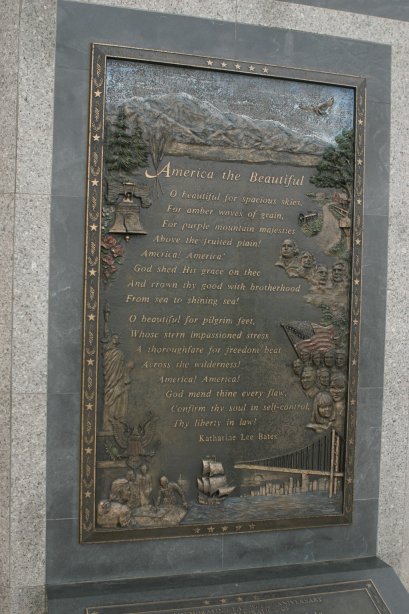 America the Beautiful
O beautiful for spacious skies,
For amber waves of grain,
For purple mountain majesties
Above the fruited plain!
America! America!
God shed His grace on thee
And crown thy good with brotherhood
From sea to shining sea!
O beautiful for pilgrim feet,
Whose stern impassioned stress
A thoroughfare for freedom beat
Across the wilderness!
America! America!
God mend thine every flaw,
Confirm thy soul in self-control,
Thy liberty in law!
Katharine Lee Bates
ANNIVERSARY